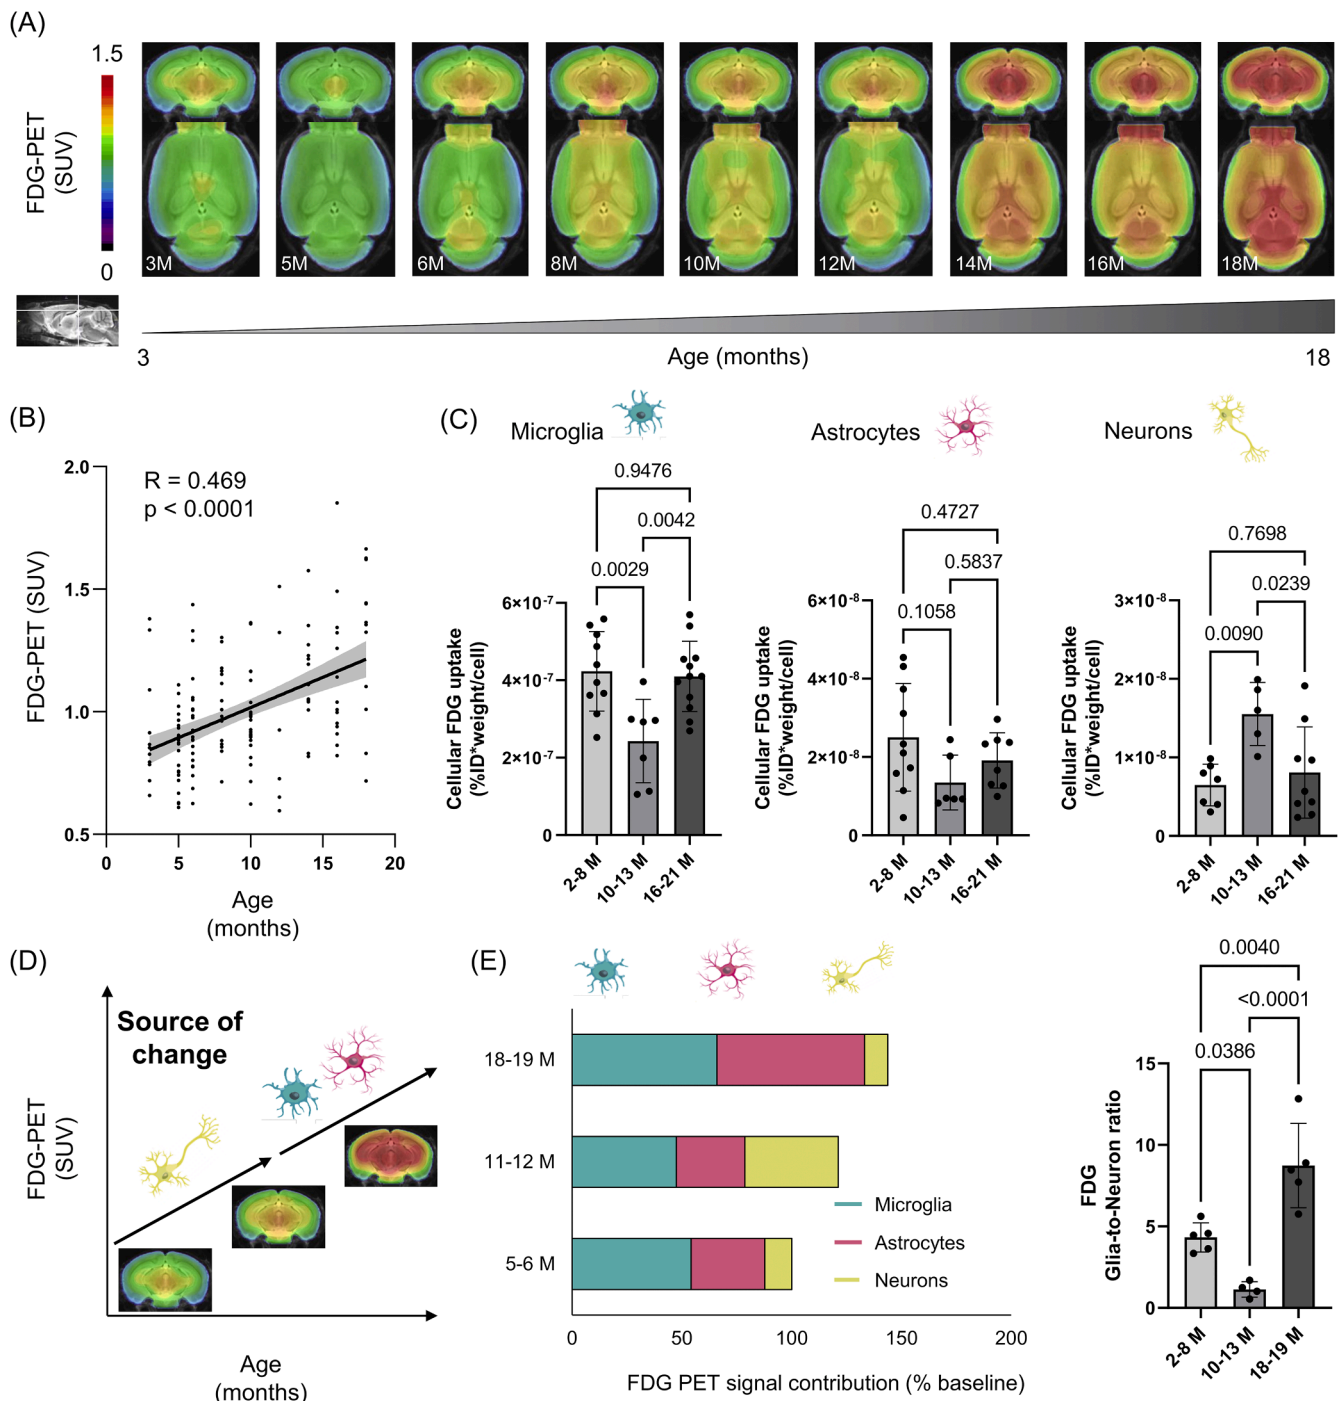 (A)
1.5
FDG-PET
(SUV)
0
3M
5M
6M
8M
10M
12M
14M
16M
18M
3
Age (months)
18
(B)
R = 0.469
p < 0.0001
FDG-PET (SUV)
2.0
1.5
1.0
0.5
0
5
10
15
20
Age
(months)
(C)
Microglia
0.9476
0.0042
0.0029
Cellular FDG uptake
(%ID*weight/cell)
6×10⁻⁷
4×10⁻⁷
2×10⁻⁷
0
2-8 M
10-13 M
16-21 M
Astrocytes
0.4727
0.5837
0.1058
Cellular FDG uptake
(%ID*weight/cell)
6×10⁻⁸
4×10⁻⁸
2×10⁻⁸
0
2-8 M
10-13 M
16-21 M
Neurons
0.7698
0.0239
0.0090
Cellular FDG uptake
(%ID*weight/cell)
3×10⁻⁸
2×10⁻⁸
1×10⁻⁸
0
2-8 M
10-13 M
16-21 M
(D)
Source of
change
FDG-PET
(SUV)
Age
(months)
(E)
18-19 M
11-12 M
5-6 M
Microglia
Astrocytes
Neurons
0
50
100
150
200
FDG PET signal contribution (% baseline)
0.0040
<0.0001
0.0386
FDG
Glia-to-Neuron ratio
15
10
5
0
2-8 M
10-13 M
18-19 M